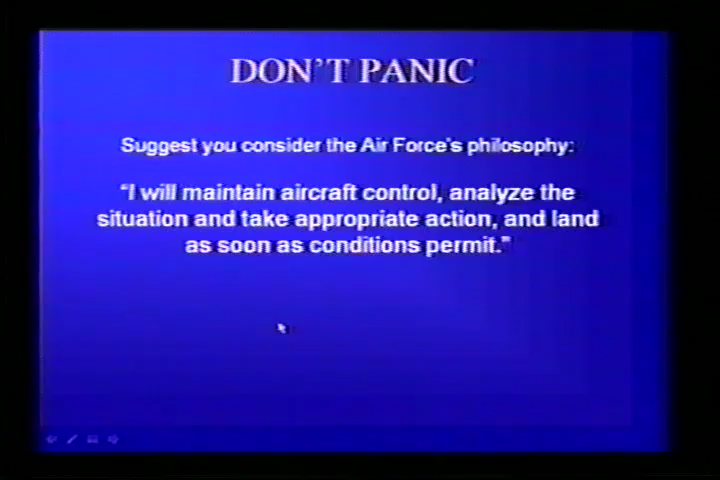 DON'T PANIC
Suggest you consider the Air Force's philosophy:
"I will maintain aircraft control, analyze the
situation and take appropriate action, and land
as soon as conditions permit."